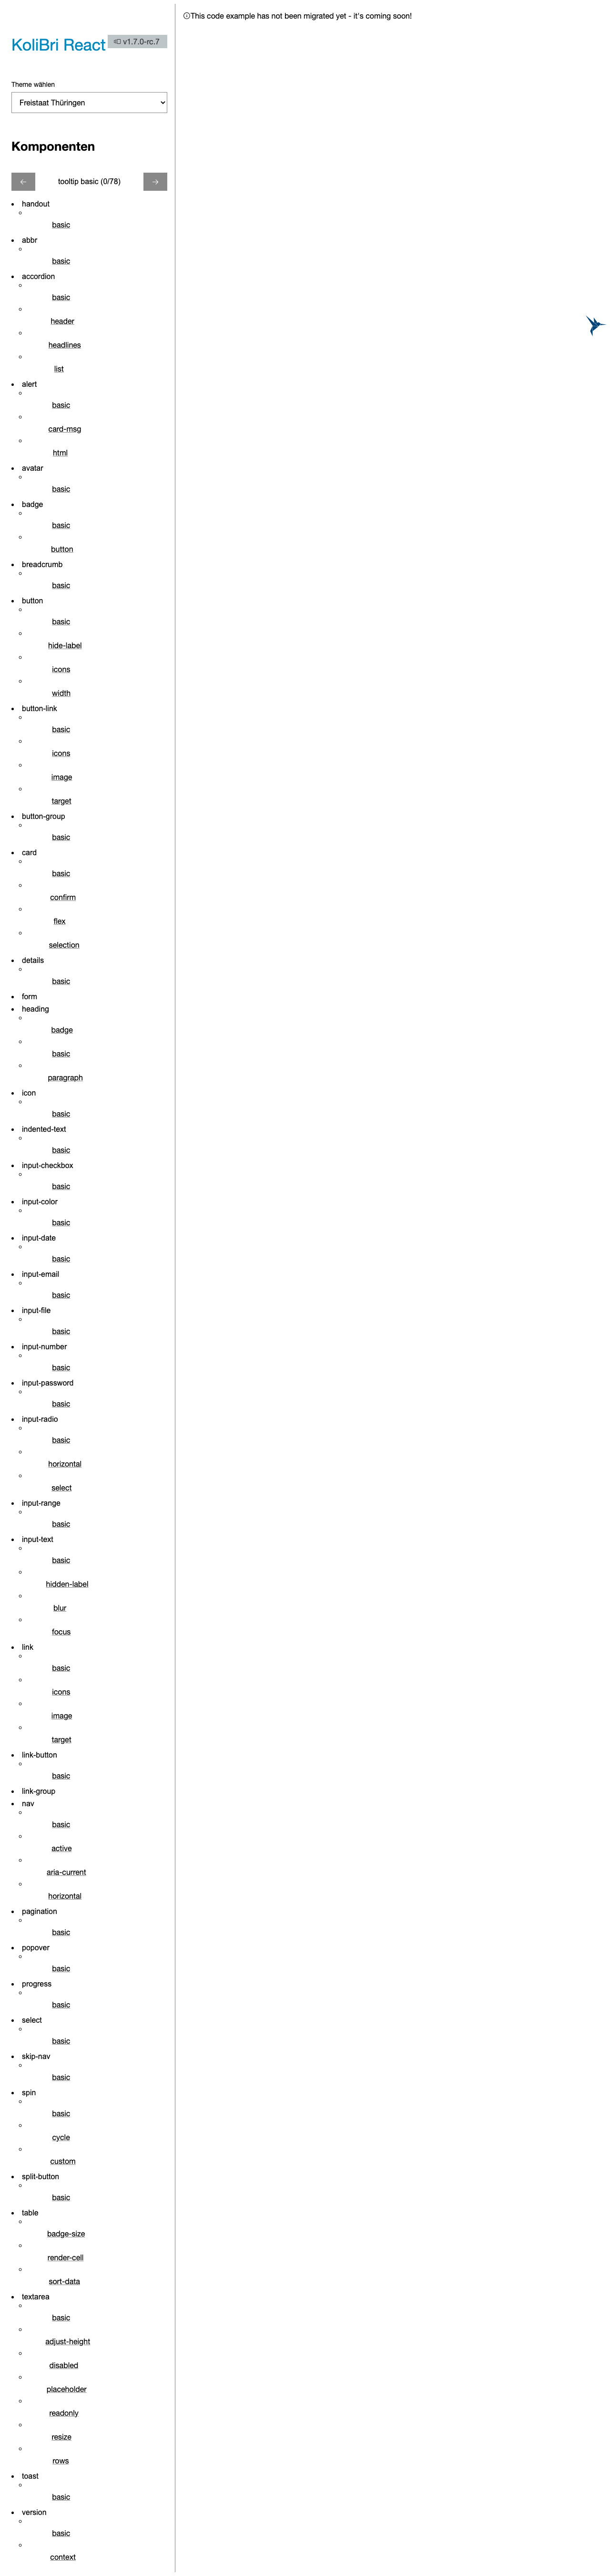 KoliBri React v1.7.0-rc.7
Theme wählen
Freistaat Thüringen
Komponenten
← tooltip basic (0/78) →
handout
basic
abbr
basic
accordion
basic
header
headlines
list
alert
basic
card-msg
html
avatar
basic
badge
basic
button
breadcrumb
basic
button
basic
hide-label
icons
width
button-link
basic
icons
image
target
button-group
basic
card
basic
confirm
flex
selection
details
basic
form
heading
badge
basic
paragraph
icon
basic
indented-text
basic
input-checkbox
basic
input-color
basic
input-date
basic
input-email
basic
input-file
basic
input-number
basic
input-password
basic
input-radio
basic
horizontal
select
input-range
basic
input-text
basic
hidden-label
blur
focus
link
basic
icons
image
target
link-button
basic
link-group
nav
basic
active
aria-current
horizontal
pagination
basic
popover
basic
progress
basic
select
basic
skip-nav
basic
spin
basic
cycle
custom
split-button
basic
table
badge-size
render-cell
sort-data
textarea
basic
adjust-height
disabled
placeholder
readonly
resize
rows
toast
basic
version
basic
context
This code example has not been migrated yet - it's coming soon!